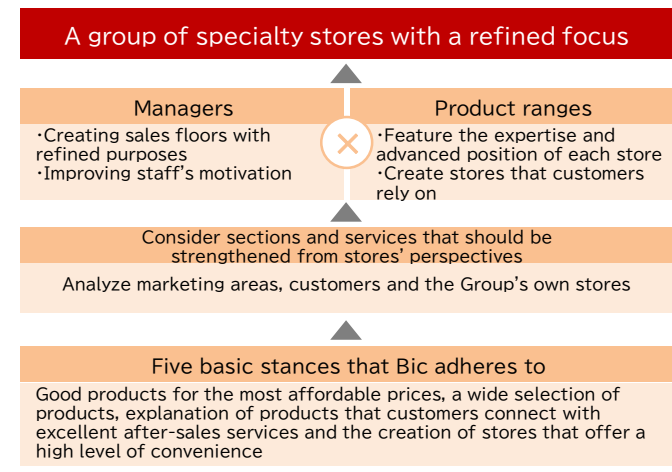 A group of specialty stores with a refined focus
Managers
・Creating sales floors with
refined purposes
・Improving staff's motivation
×
Product ranges
・Feature the expertise and
advanced position of each store
・Create stores that customers
rely on
Consider sections and services that should be
strengthened from stores' perspectives
Analyze marketing areas, customers and the Group's own stores
Five basic stances that Bic adheres to
Good products for the most affordable prices, a wide selection of
products, explanation of products that customers connect with
excellent after-sales services and the creation of stores that offer a
high level of convenience